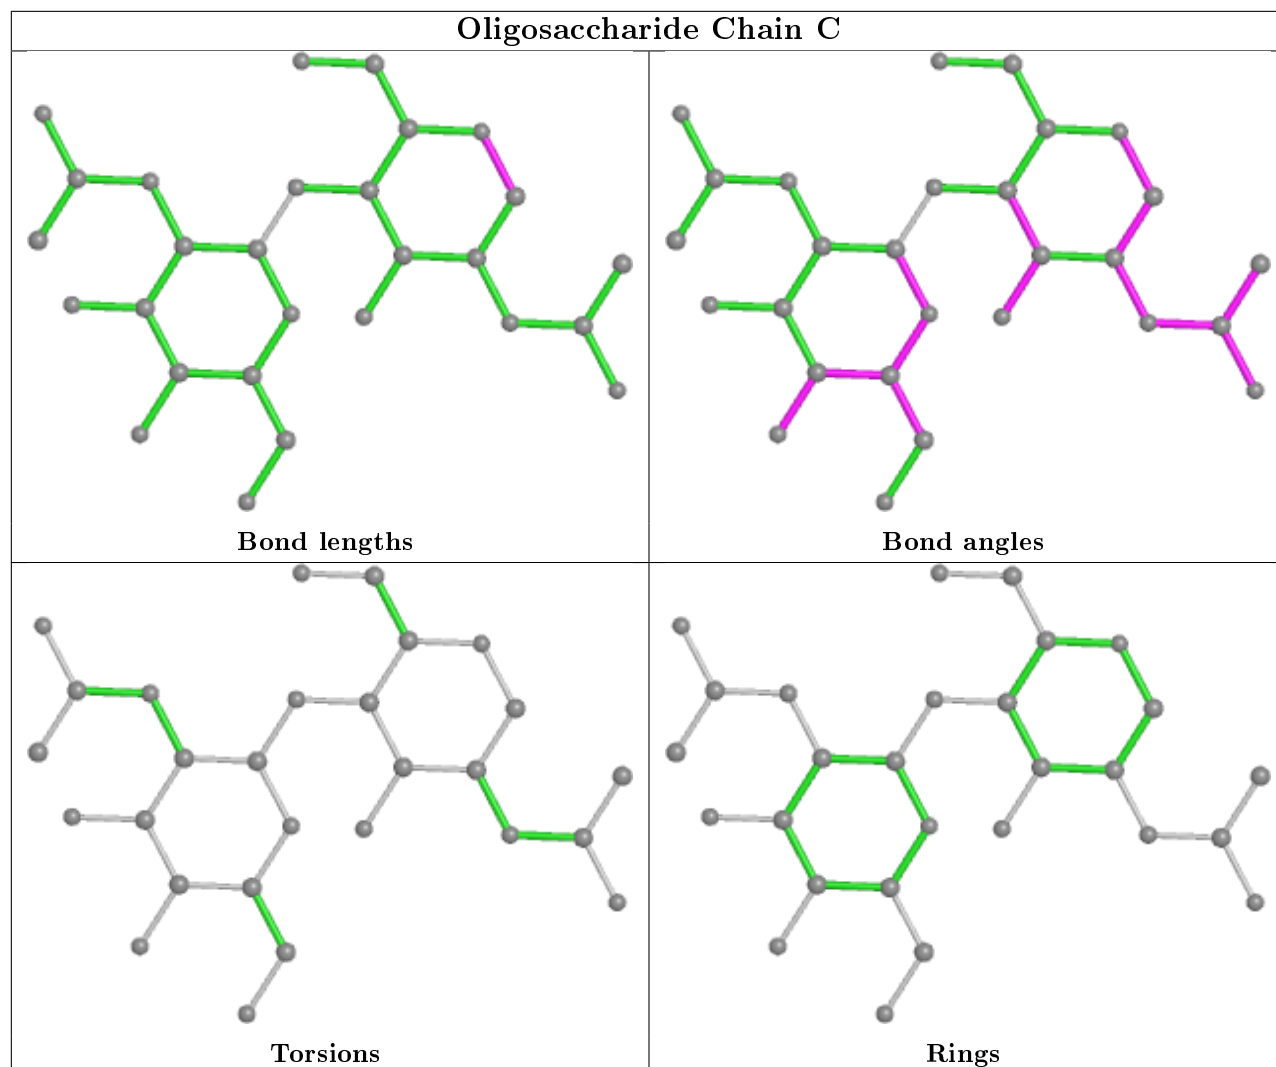 Oligosaccharide Chain C
Bond lengths
Bond angles
Torsions
Rings